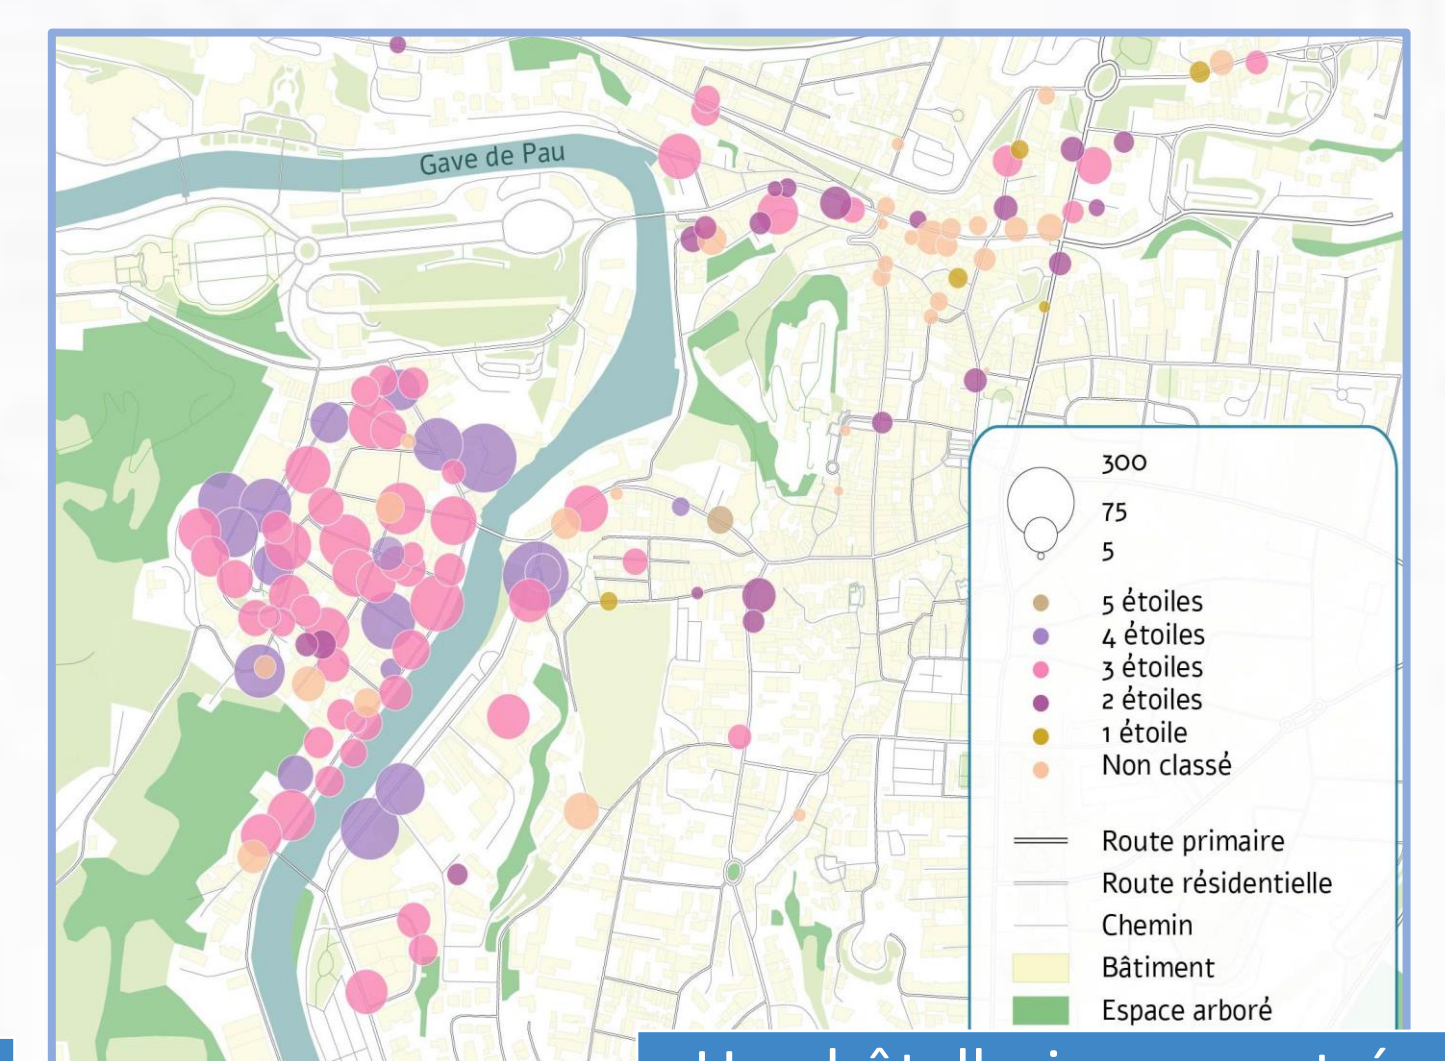 Gave de Pau
300
75
5
5 étoiles
4 étoiles
3 étoiles
2 étoiles
1 étoile
Non classé
Route primaire
Route résidentielle
Chemin
Bâtiment
Espace arboré